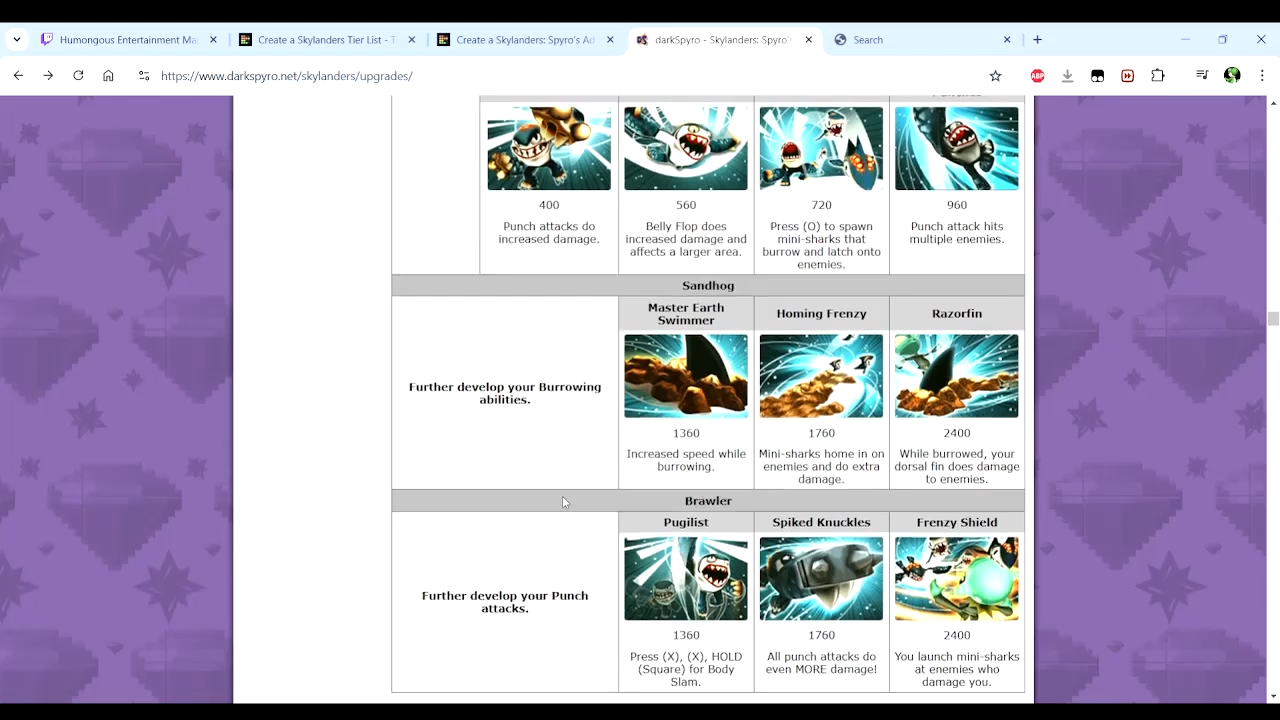 Humongous Entertainment Ma
Create a Skylanders Tier List - T
Create a Skylanders: Spyro's Ad
darkSpyro - Skylanders: Spyro'
Search
https://www.darkspyro.net/skylanders/upgrades/
ABP
400
560
720
960
Punch attacks do
increased damage.
Belly Flop does
increased damage and
affects a larger area.
Press (O) to spawn
mini-sharks that
burrow and latch onto
enemies.
Punch attack hits
multiple enemies.
Sandhog
Further develop your Burrowing
abilities.
Master Earth
Swimmer
Homing Frenzy
Razorfin
1360
1760
2400
Increased speed while
burrowing.
Mini-sharks home in on
enemies and do extra
damage.
While burrowed, your
dorsal fin does damage
to enemies.
Brawler
Further develop your Punch
attacks.
Pugilist
Spiked Knuckles
Frenzy Shield
1360
1760
2400
Press (X), (X), HOLD
(Square) for Body
Slam.
All punch attacks do
even MORE damage!
You launch mini-sharks
at enemies who
damage you.